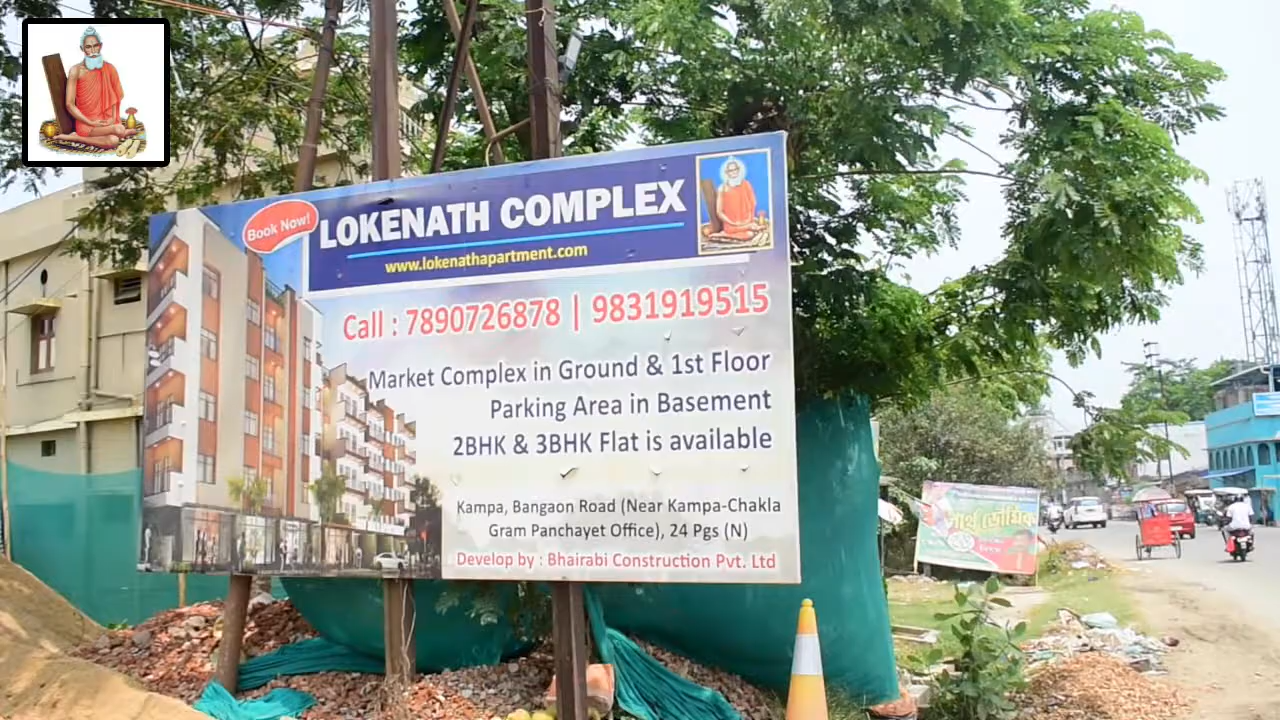 Book Now!
LOKENATH COMPLEX
www.lokenathapartment.com
Call : 7890726878 | 9831919515
Market Complex in Ground & 1st Floor
Parking Area in Basement
2BHK & 3BHK Flat is available
Kampa, Bangaon Road (Near Kampa-Chakla
Gram Panchayet Office), 24 Pgs (N)
Develop by : Bhairabi Construction Pvt. Ltd